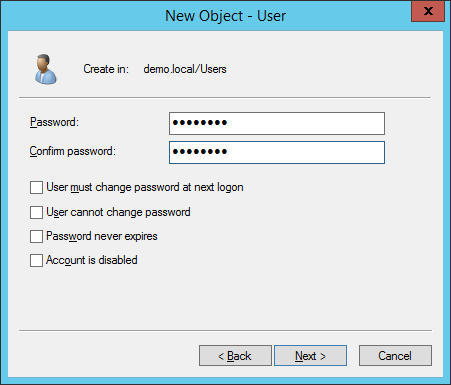 New Object - User
x
Create in: demo.local/Users
Password: ••••••••
Confirm password: ••••••••
User must change password at next logon
User cannot change password
Password never expires
Account is disabled
< Back Next > Cancel